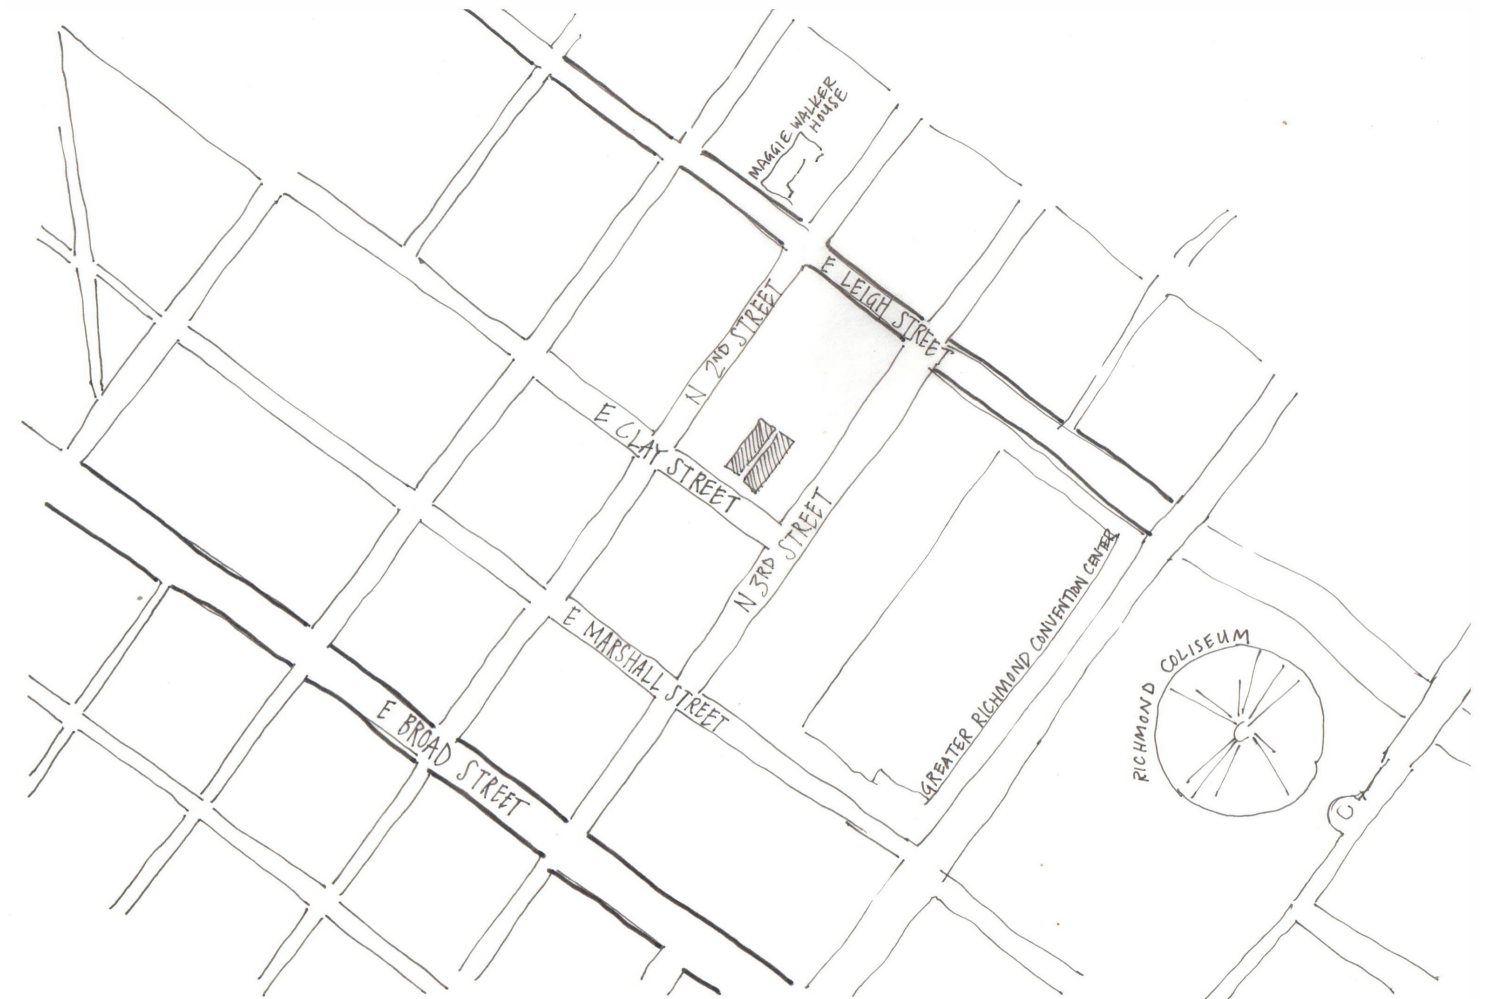 MAGGIE WALKER
HOUSE
E LEIGH STREET
N 2ND STREET
E CLAY STREET
N 3RD STREET
GREATER RICHMOND CONVENTION CENTER
RICHMOND COLISEUM
E MARSHALL STREET
E BROAD STREET